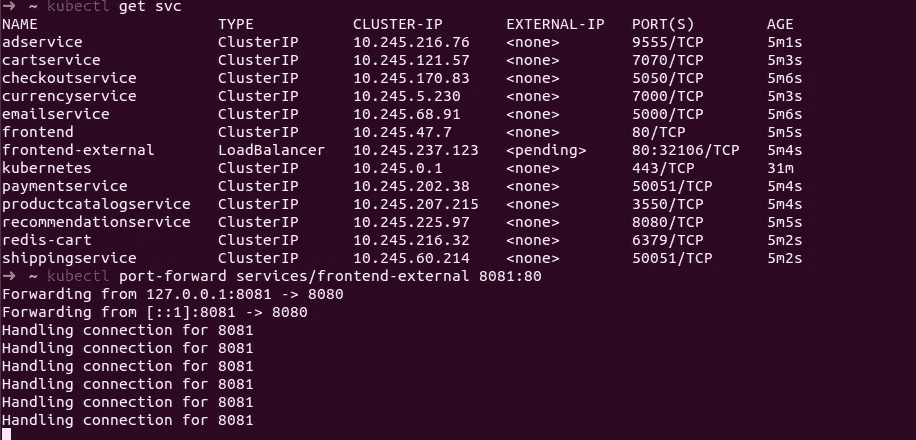 → ~ kubectl get svc
NAME TYPE CLUSTER-IP EXTERNAL-IP PORT(S) AGE
adservice ClusterIP 10.245.216.76 <none> 9555/TCP 5m1s
cartservice ClusterIP 10.245.121.57 <none> 7070/TCP 5m3s
checkoutservice ClusterIP 10.245.170.83 <none> 5050/TCP 5m6s
currencyservice ClusterIP 10.245.5.230 <none> 7000/TCP 5m3s
emailservice ClusterIP 10.245.68.91 <none> 5000/TCP 5m6s
frontend ClusterIP 10.245.47.7 <none> 80/TCP 5m5s
frontend-external LoadBalancer 10.245.237.123 <pending> 80:32106/TCP 5m4s
kubernetes ClusterIP 10.245.0.1 <none> 443/TCP 31m
paymentservice ClusterIP 10.245.202.38 <none> 50051/TCP 5m4s
productcatalogservice ClusterIP 10.245.207.215 <none> 3550/TCP 5m4s
recommendationservice ClusterIP 10.245.225.97 <none> 8080/TCP 5m5s
redis-cart ClusterIP 10.245.216.32 <none> 6379/TCP 5m2s
shippingservice ClusterIP 10.245.60.214 <none> 50051/TCP 5m2s
→ ~ kubectl port-forward services/frontend-external 8081:80
Forwarding from 127.0.0.1:8081 -> 8080
Forwarding from [::1]:8081 -> 8080
Handling connection for 8081
Handling connection for 8081
Handling connection for 8081
Handling connection for 8081
Handling connection for 8081
Handling connection for 8081